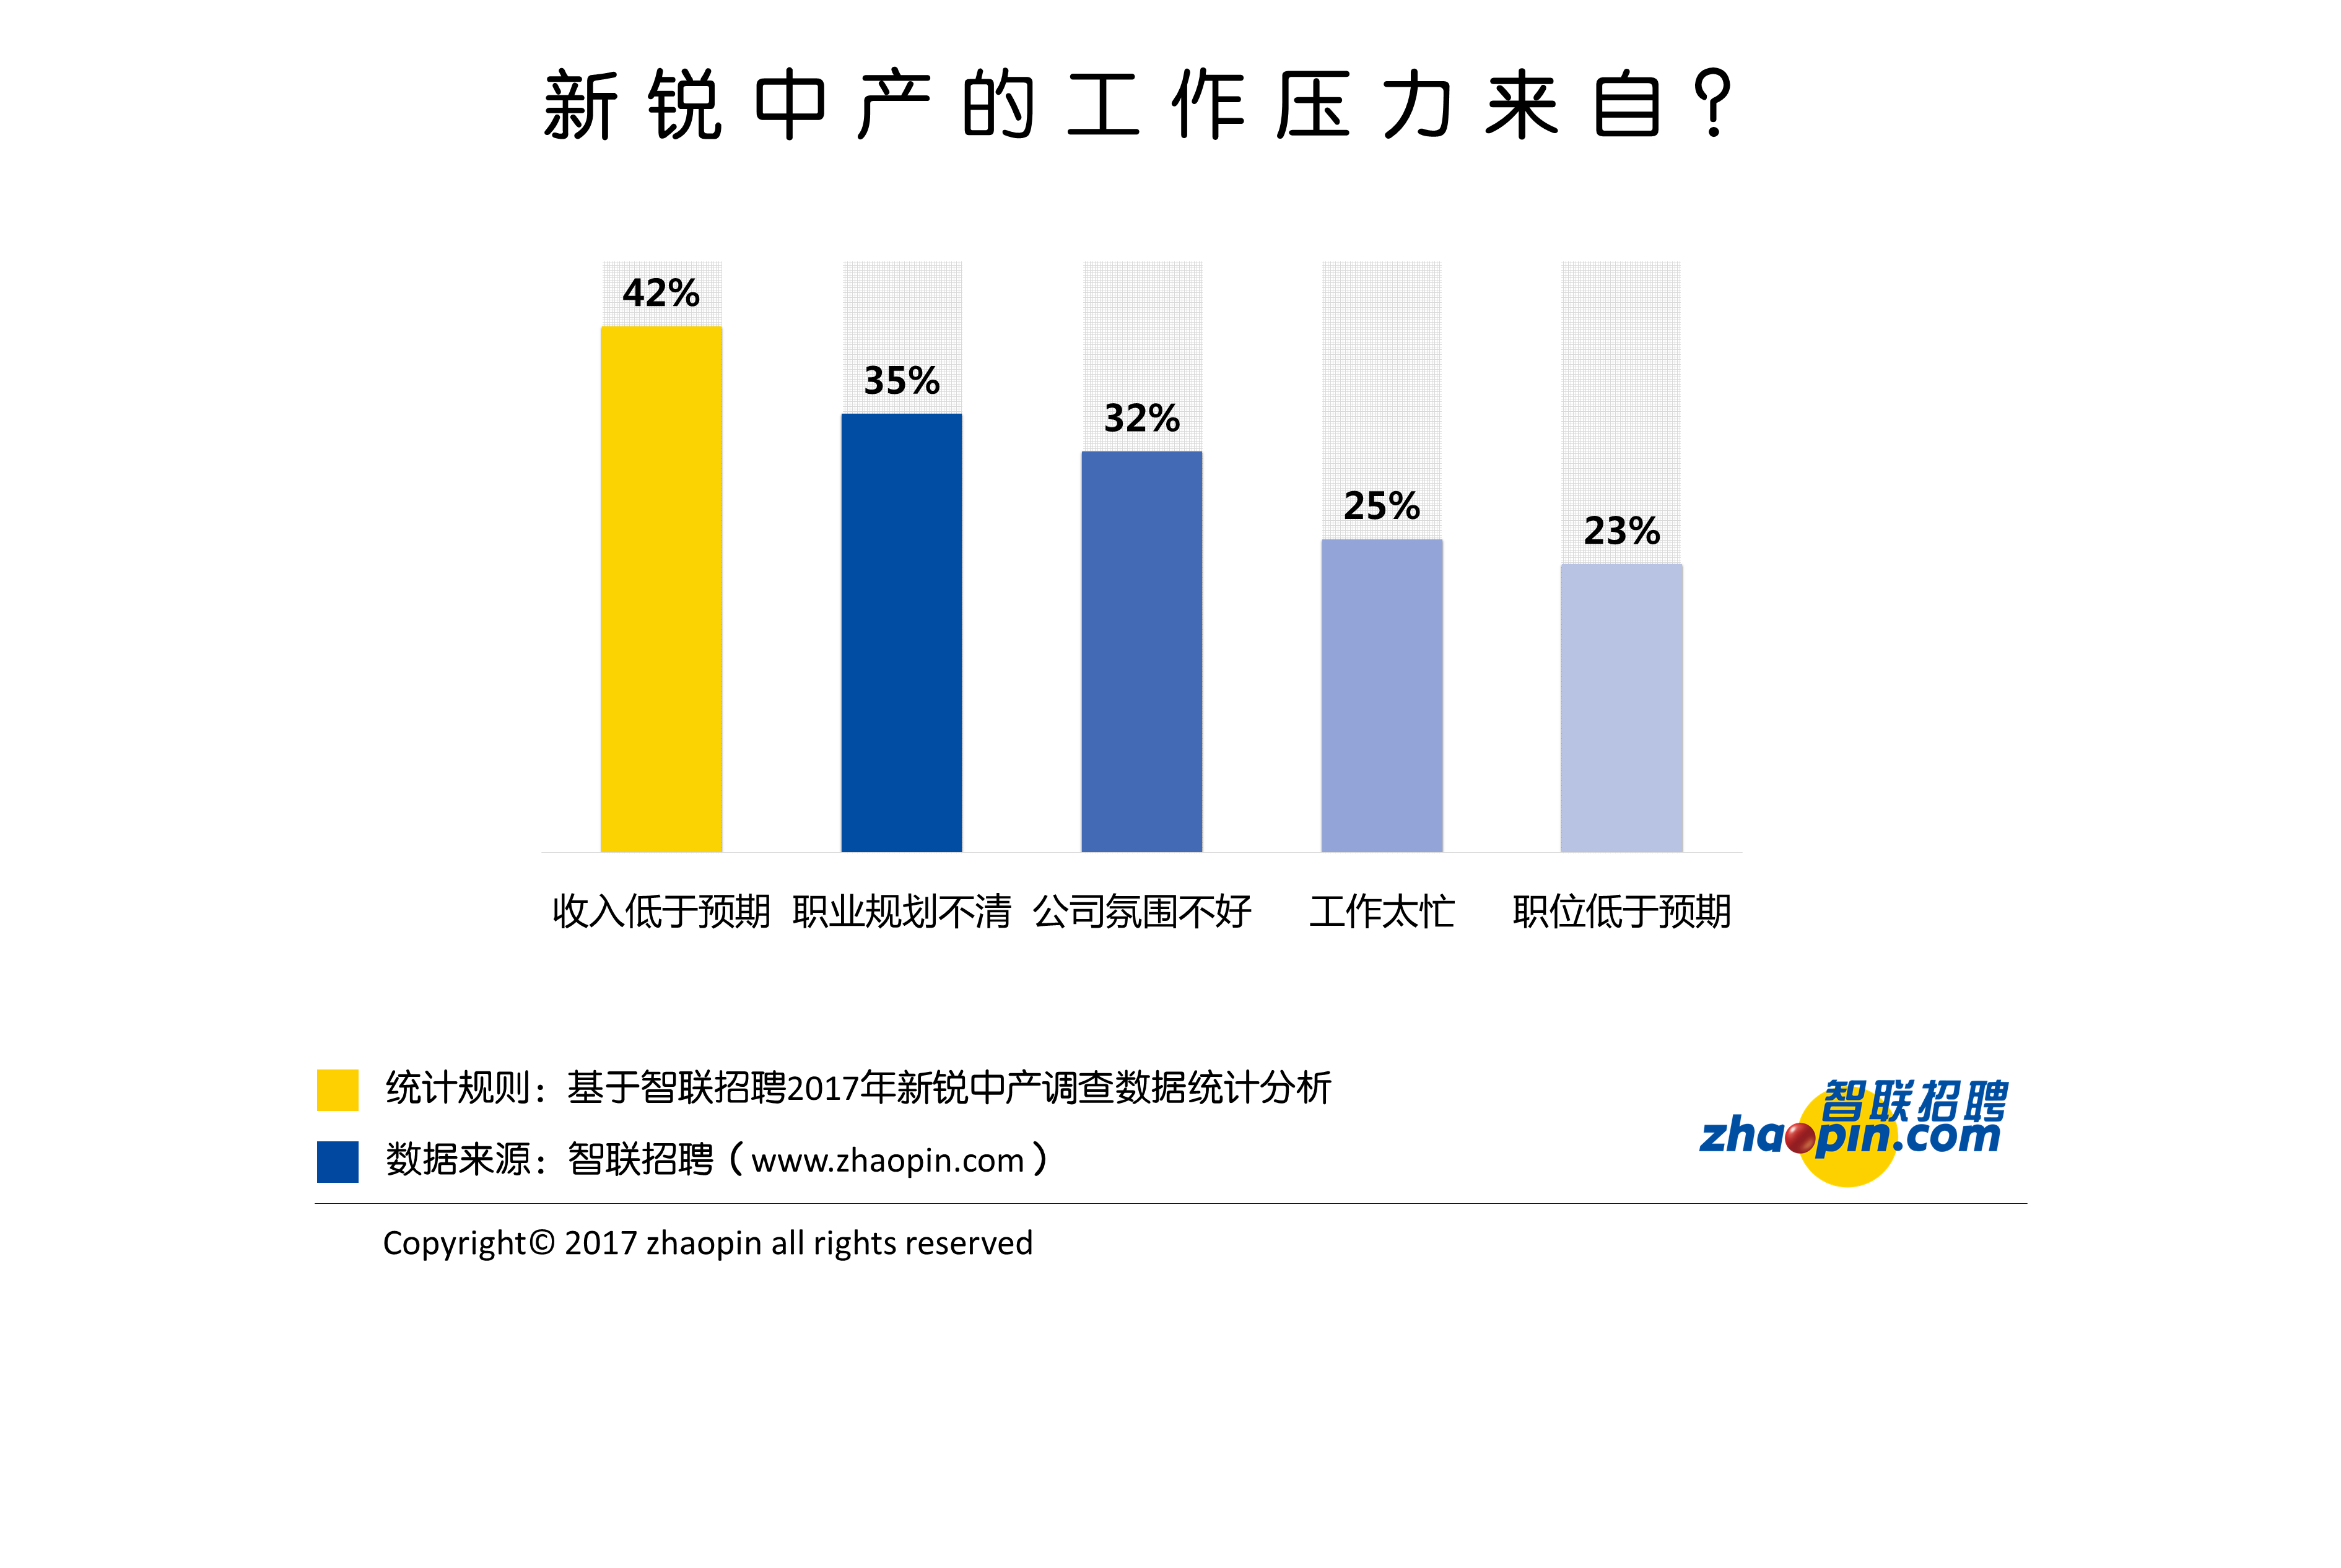 新锐中产的工作压力来自？
42%
35%
32%
25%
23%
收入低于预期 职业规划不清 公司氛围不好 工作太忙 职位低于预期
统计规则：基于智联招聘2017年新锐中产调查数据统计分析
数据来源：智联招聘（www.zhaopin.com）
智联招聘
zhaopin.com
Copyright© 2017 zhaopin all rights reserved